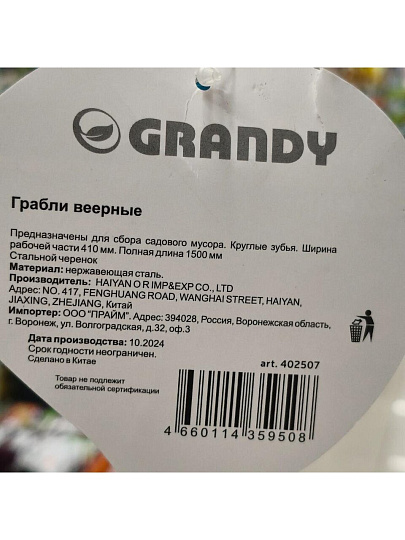 GRANDY
Грабли веерные
Предназначены для сбора садового мусора. Круглые зубья. Ширина
рабочей части 410 мм. Полная длина 1500 мм
Стальной черенок
Материал: нержавеющая сталь.
Производитель: HAIYAN O R IMP&EXP CO., LTD
Адрес: NO. 417, FENGHUANG ROAD, WANGHAI STREET, HAIYAN,
JIAXING, ZHEJIANG, Китай
Импортер: ООО "ПРАЙМ". Адрес: 394028, Россия, Воронежская область,
г. Воронеж, ул. Волгоградская, д.32, оф.3
Дата производства: 10.2024
Срок годности неограничен.
Сделано в Китае
art. 402507
Товар не подлежит
обязательной сертификации
4 660114 359508